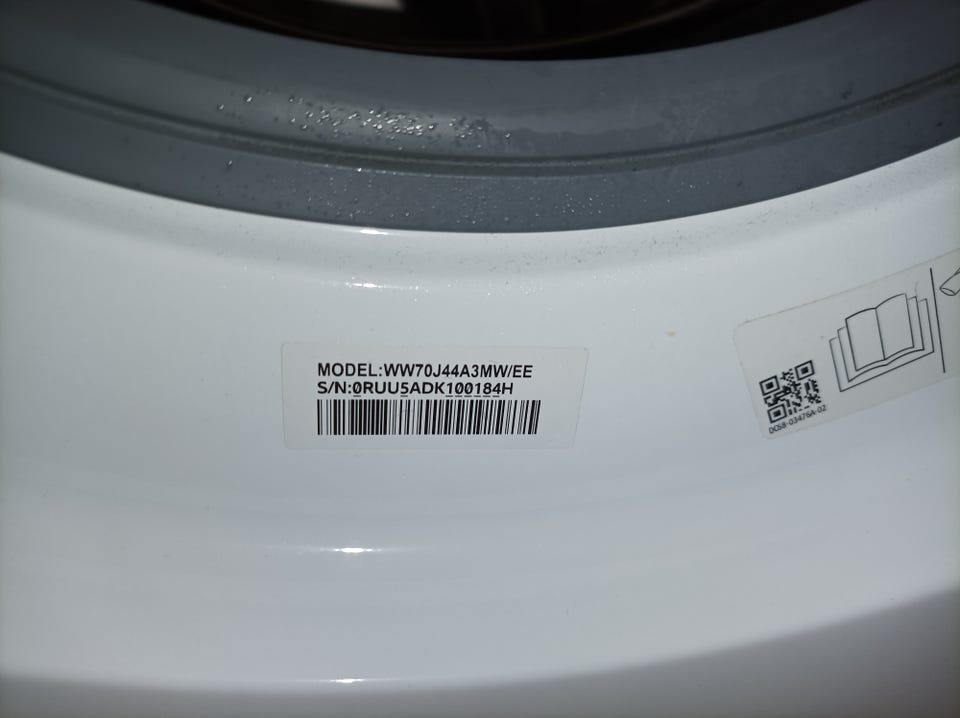 MODEL:WW70J44A3MW/EE
S/N:0RUU5ADK100184H
DC68-03476A-02